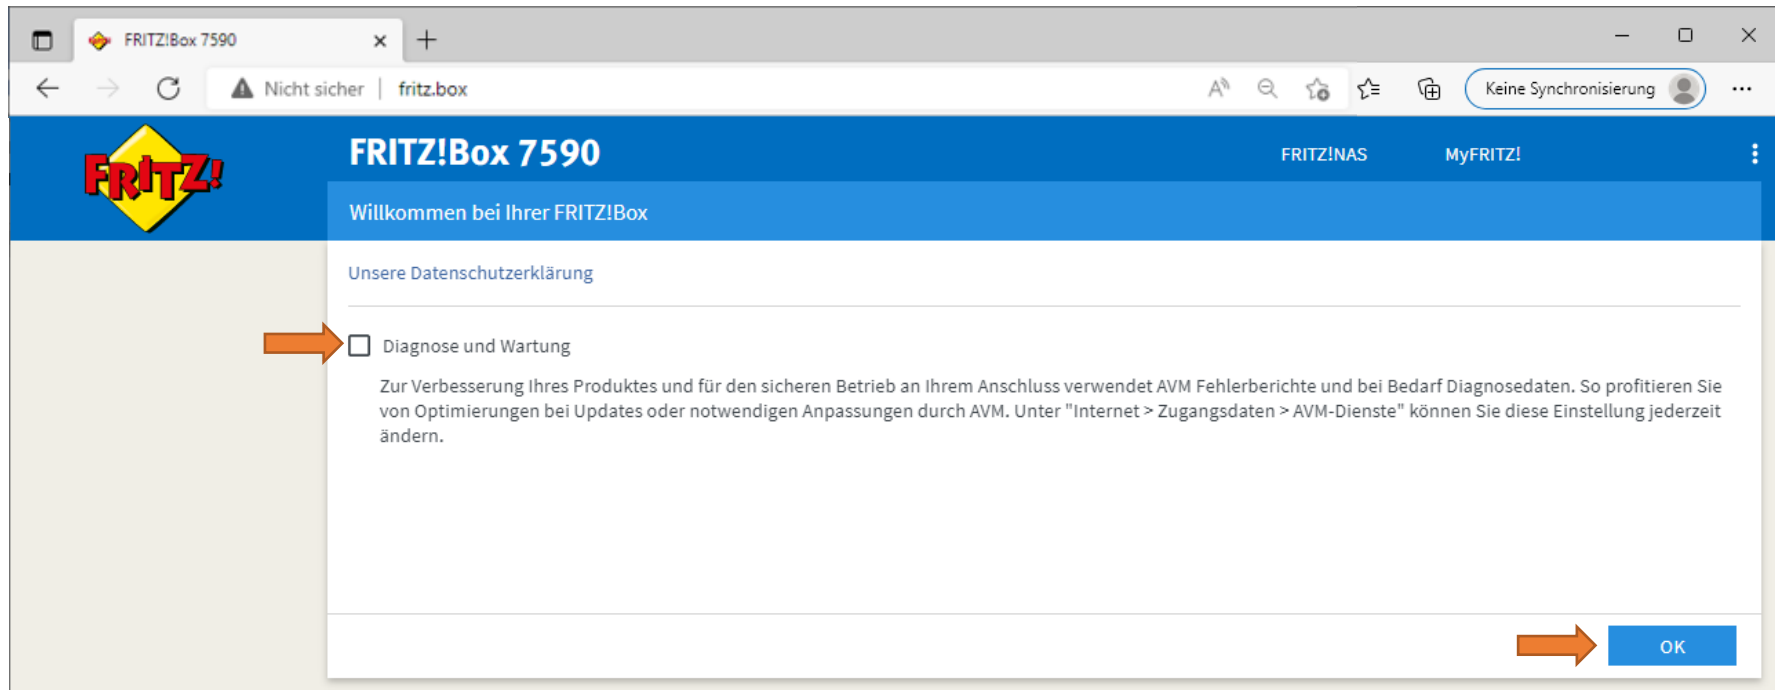 FRITZ!Box 7590
Nicht sicher | fritz.box
Keine Synchronisierung
FRITZ!
FRITZ!Box 7590
FRITZ!NAS
MyFRITZ!
Willkommen bei Ihrer FRITZ!Box
Unsere Datenschutzerklärung
Diagnose und Wartung
Zur Verbesserung Ihres Produktes und für den sicheren Betrieb an Ihrem Anschluss verwendet AVM Fehlerberichte und bei Bedarf Diagnosedaten. So profitieren Sie
von Optimierungen bei Updates oder notwendigen Anpassungen durch AVM. Unter "Internet > Zugangsdaten > AVM-Dienste" können Sie diese Einstellung jederzeit
ändern.
OK